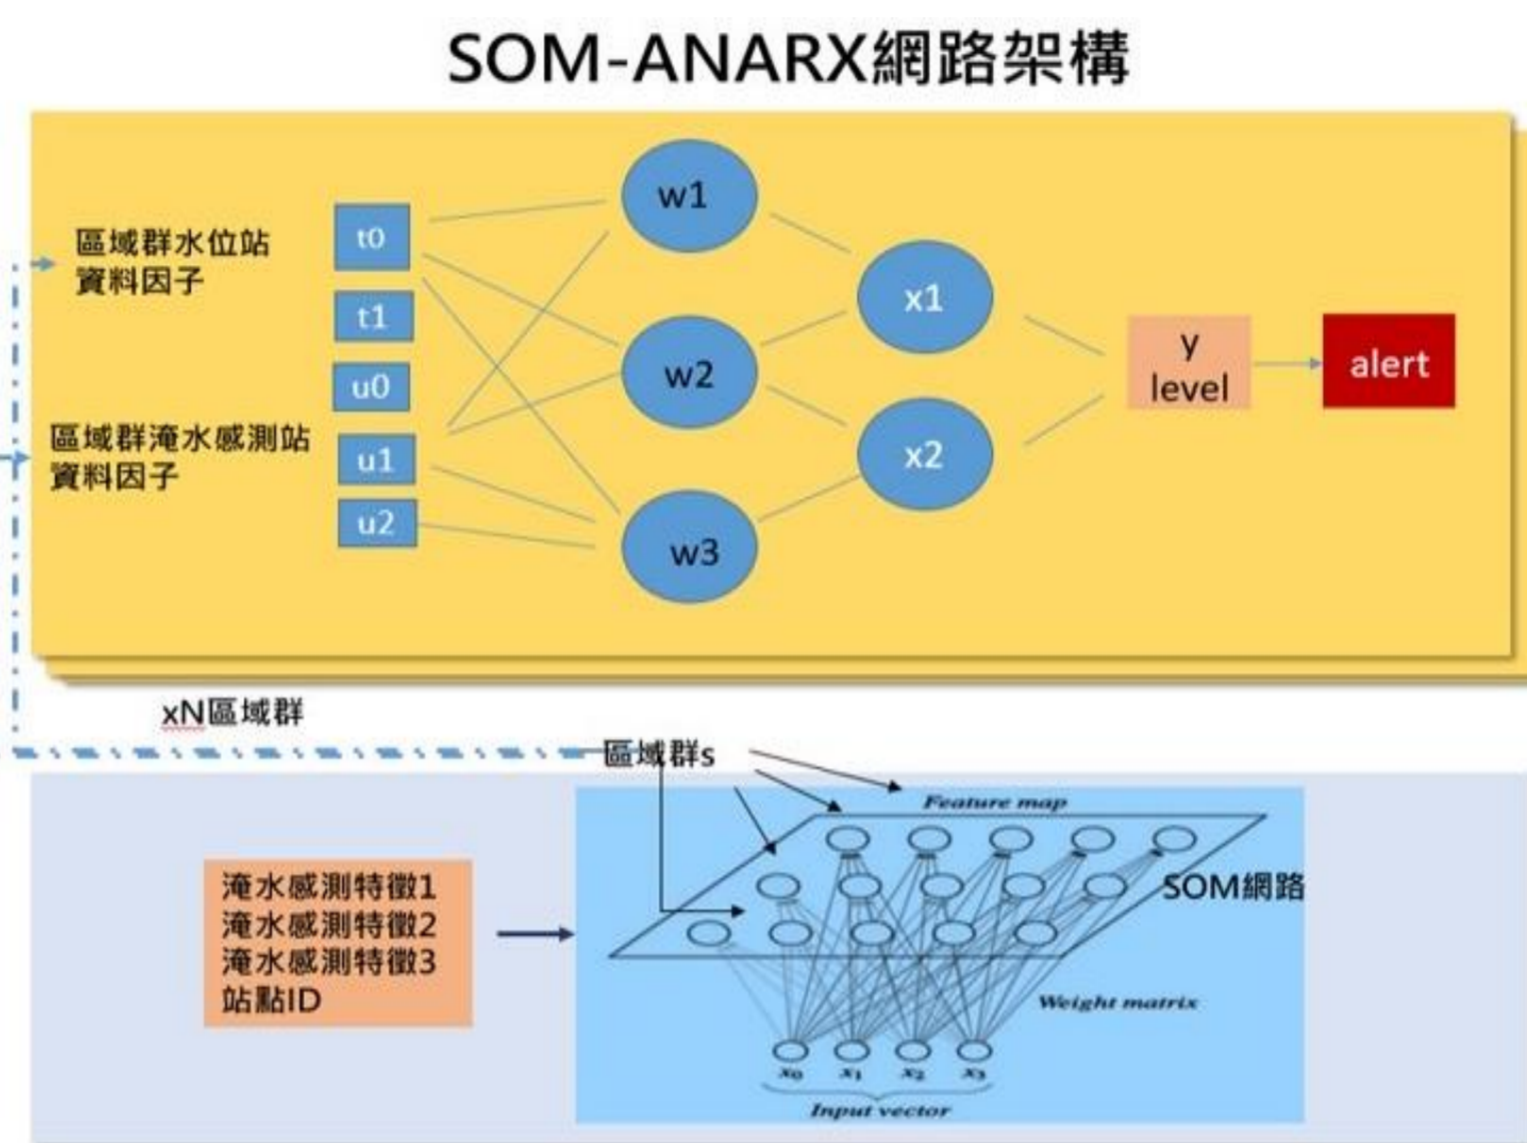 SOM-ANARX網路架構
區域群水位站
資料因子
區域群淹水感測站
資料因子
t0
t1
u0
u1
u2
w1
w2
w3
x1
x2
y
level
alert
xN區域群
區域群s
淹水感測特徵1
淹水感測特徵2
淹水感測特徵3
站點ID
Feature map
SOM網路
Weight matrix
x0 x1 x2 x3
Input vector